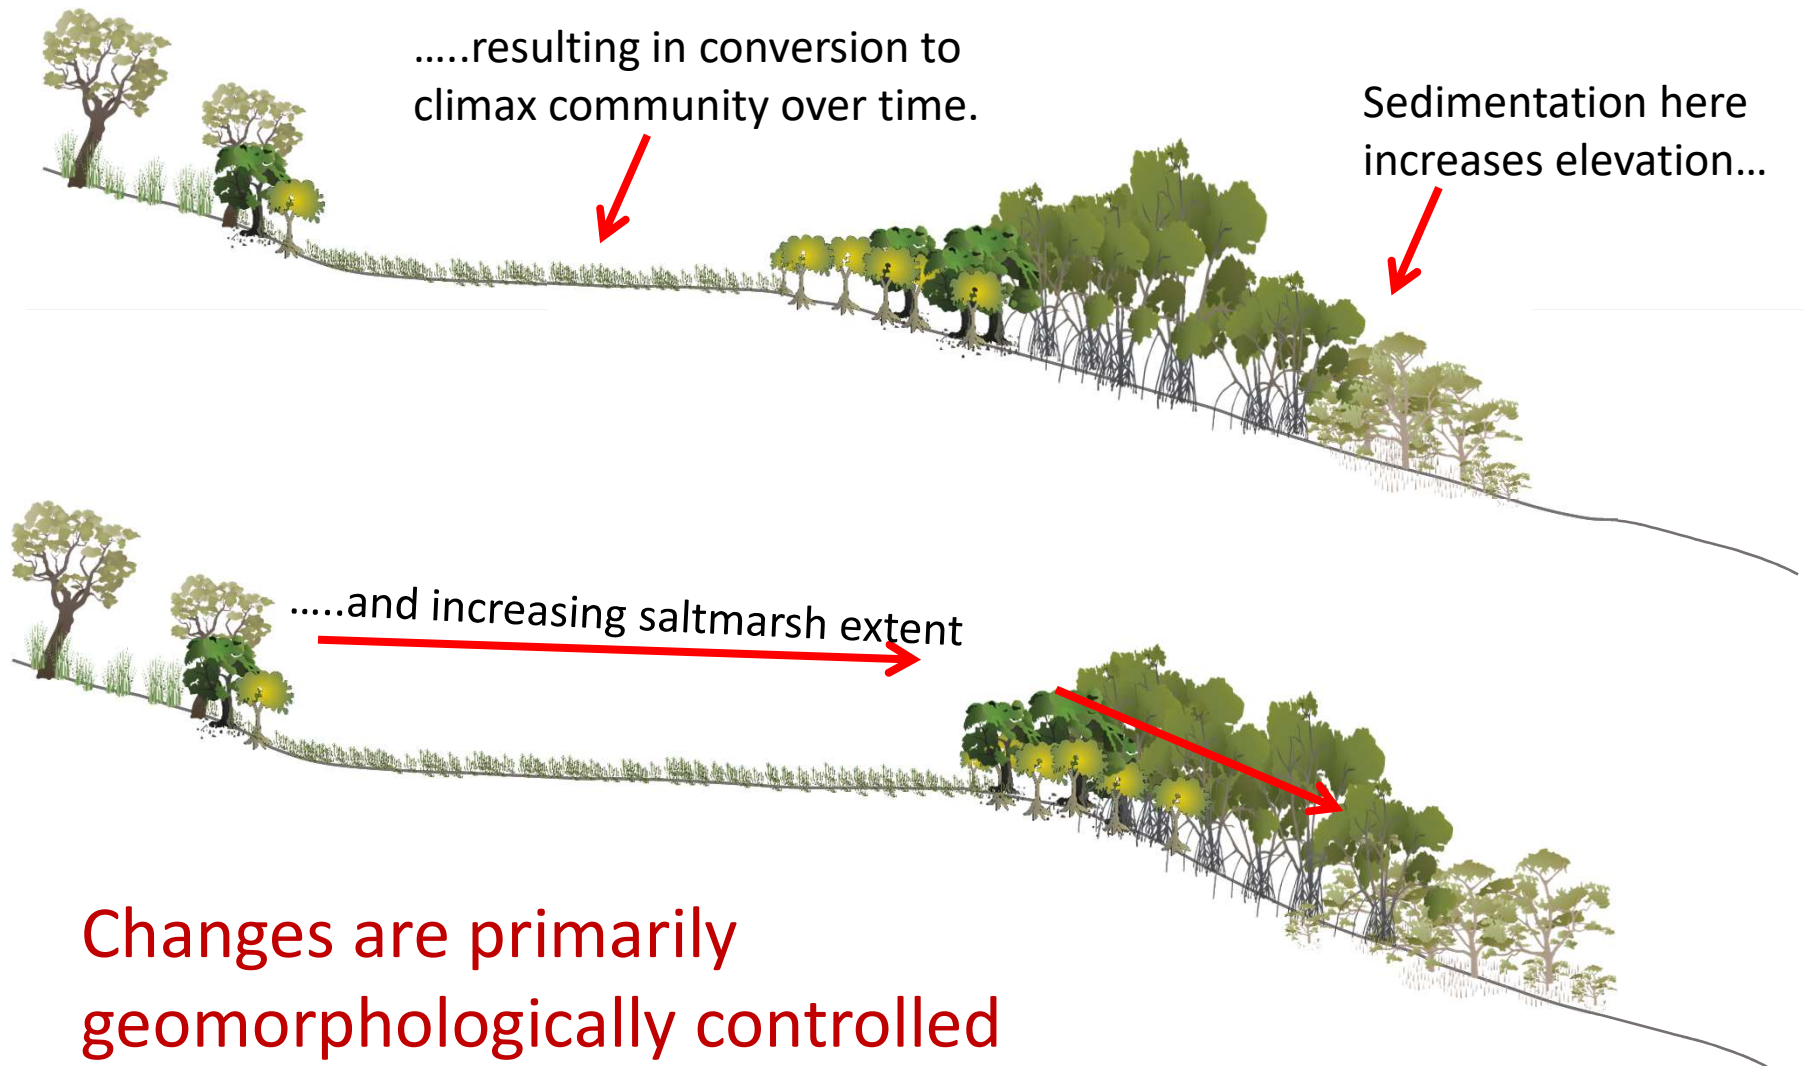 …..resulting in conversion to
climax community over time.
Sedimentation here
increases elevation…
…..and increasing saltmarsh extent
Changes are primarily
geomorphologically controlled